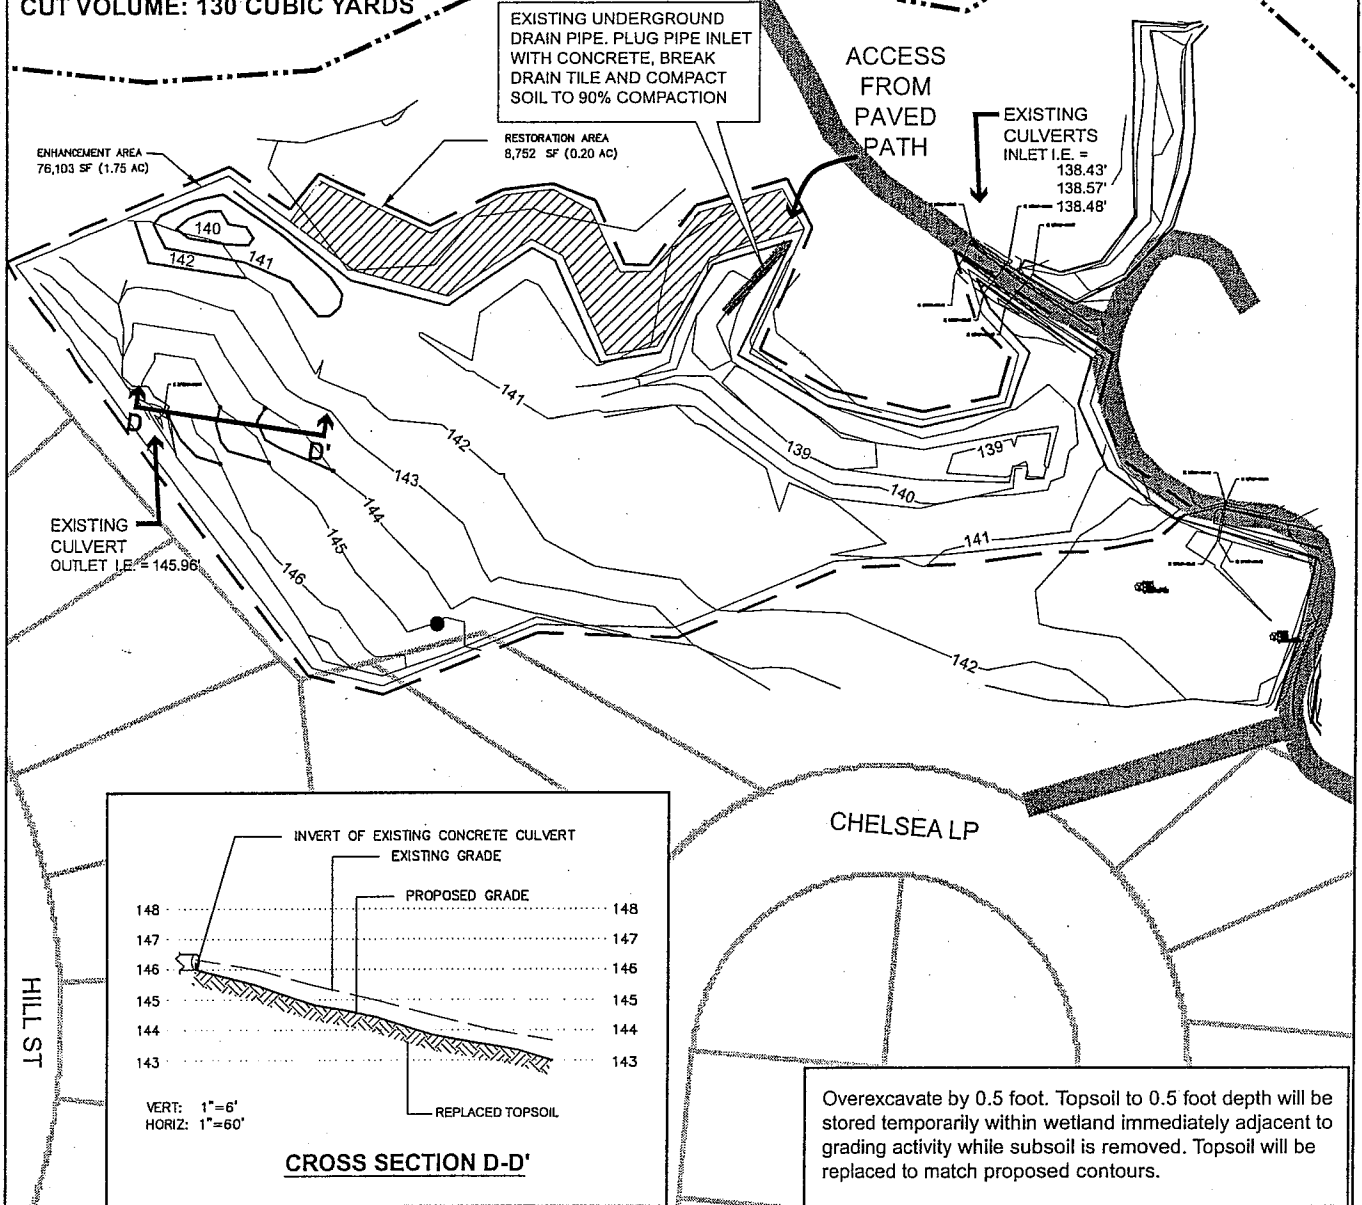 CUT VOLUME: 130 CUBIC YARDS
EXISTING UNDERGROUND
DRAIN PIPE. PLUG PIPE INLET
WITH CONCRETE, BREAK
DRAIN TILE AND COMPACT
SOIL TO 90% COMPACTION
ACCESS
FROM
PAVED
PATH
EXISTING
CULVERTS
INLET I.E. =
138.43'
138.57'
138.48'
ENHANCEMENT AREA
76,103 SF (1.75 AC)
RESTORATION AREA
8,752 SF (0.20 AC)
140
142
141
141
142
143
144
145
146
139
139
140
141
142
D
D'
EXISTING
CULVERT
OUTLET I.E. = 145.96'
CHELSEA LP
HILL ST
INVERT OF EXISTING CONCRETE CULVERT
EXISTING GRADE
PROPOSED GRADE
148 148
147 147
146 146
145 145
144 144
143 143
VERT: 1"=6'
HORIZ: 1"=60'
REPLACED TOPSOIL
CROSS SECTION D-D'
Overexcavate by 0.5 foot. Topsoil to 0.5 foot depth will be
stored temporarily within wetland immediately adjacent to
grading activity while subsoil is removed. Topsoil will be
replaced to match proposed contours.